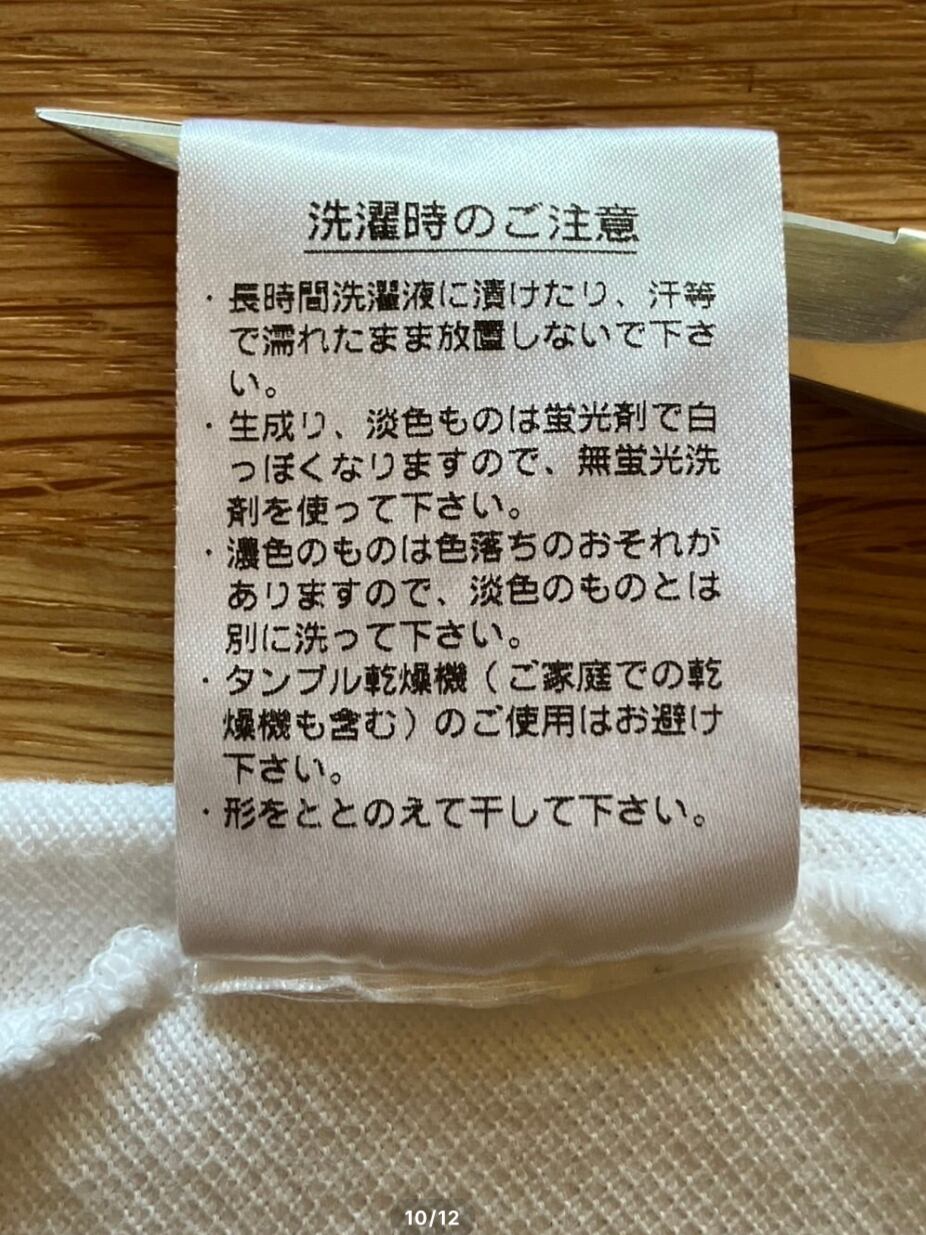 洗濯時のご注意
・長時間洗濯液に漬けたり、汗等
で濡れたまま放置しないで下さ
い。
・生成り、淡色ものは蛍光剤で白
っぽくなりますので、無蛍光洗
剤を使って下さい。
・濃色のものは色落ちのおそれが
ありますので、淡色のものとは
別に洗って下さい。
・タンブル乾燥機(ご家庭での乾
燥機も含む)のご使用はお避け
下さい。
・形をととのえて干して下さい。
10/12